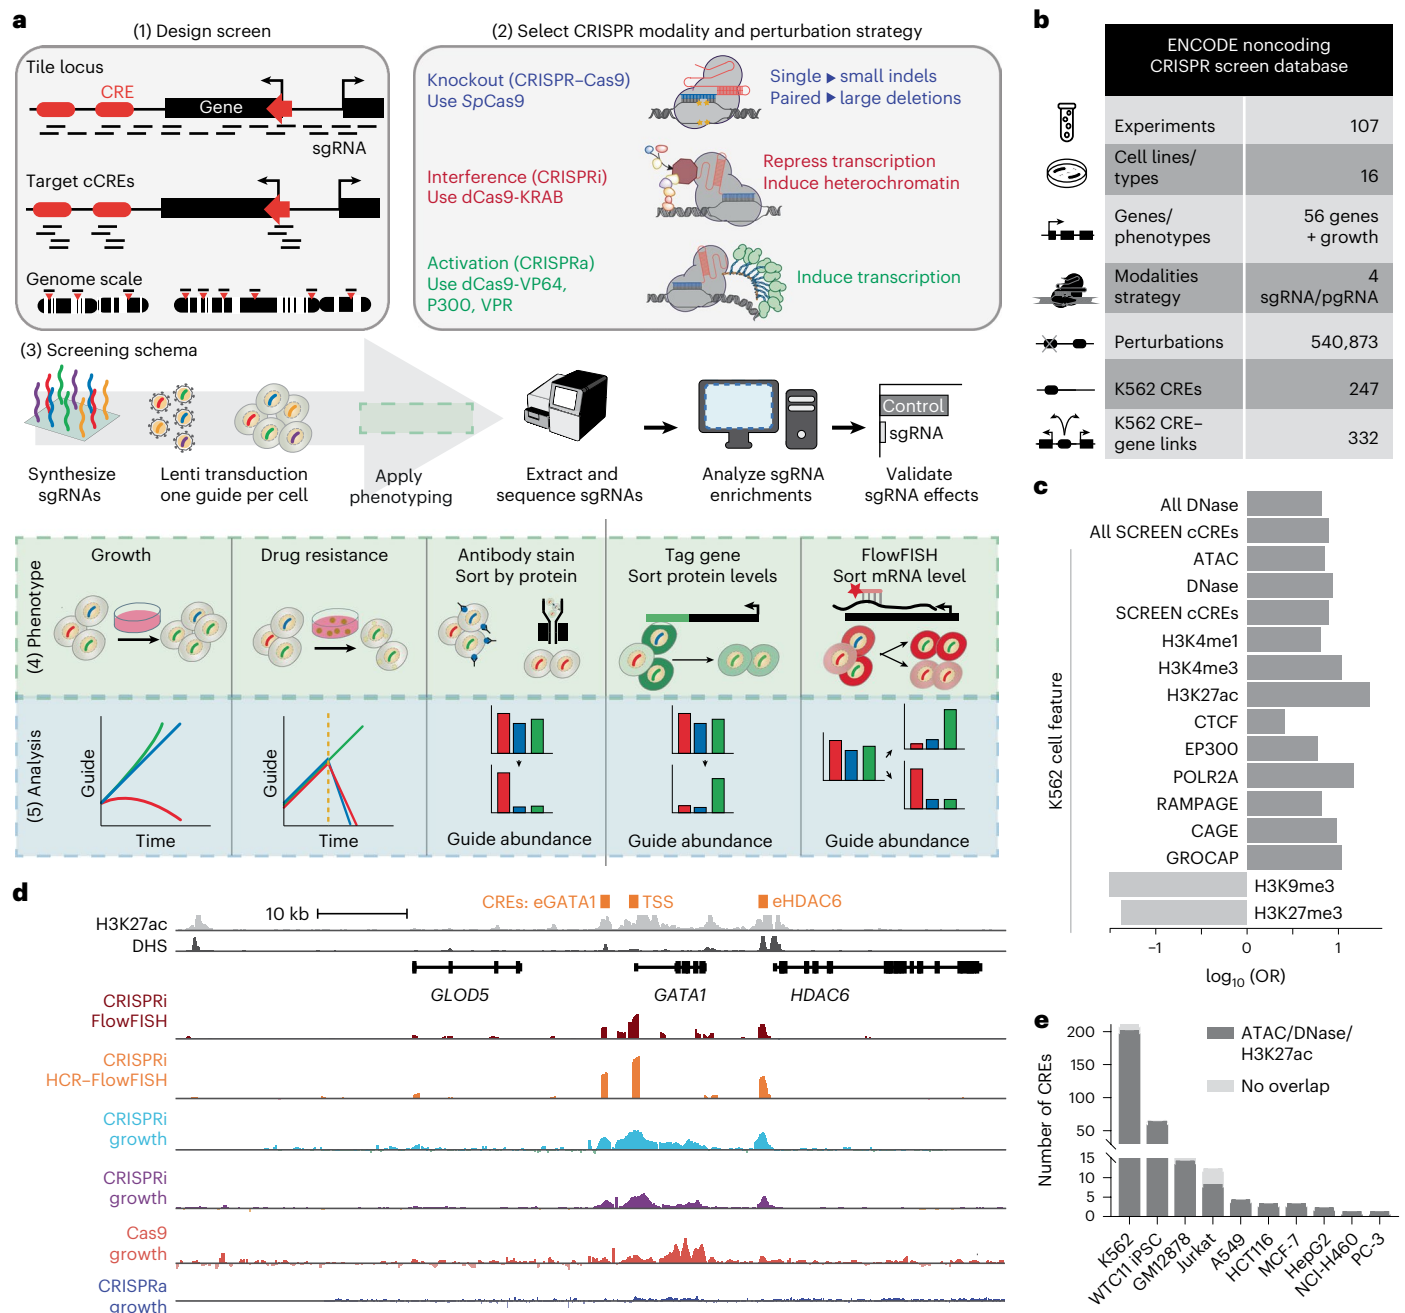 a
(1) Design screen
Tile locus
CRE
Gene
sgRNA
Target cCREs
Genome scale
(2) Select CRISPR modality and perturbation strategy
Knockout (CRISPR–Cas9)
Use SpCas9
Single ▶ small indels
Paired ▶ large deletions
Interference (CRISPRi)
Use dCas9-KRAB
Repress transcription
Induce heterochromatin
Activation (CRISPRa)
Use dCas9-VP64,
P300, VPR
Induce transcription
(3) Screening schema
Synthesize
sgRNAs
Lenti transduction
one guide per cell
Apply
phenotyping
Extract and
sequence sgRNAs
Analyze sgRNA
enrichments
Control
sgRNA
Validate
sgRNA effects
(4) Phenotype
Growth
Drug resistance
Antibody stain
Sort by protein
Tag gene
Sort protein levels
FlowFISH
Sort mRNA level
(5) Analysis
Guide
Time
Guide
Time
Guide abundance
Guide abundance
Guide abundance
b
ENCODE noncoding
CRISPR screen database
Experiments 107
Cell lines/
types 16
Genes/ 56 genes
phenotypes + growth
Modalities 4
strategy sgRNA/pgRNA
Perturbations 540,873
K562 CREs 247
K562 CRE–
gene links 332
c
K562 cell feature
All DNase
All SCREEN cCREs
ATAC
DNase
SCREEN cCREs
H3K4me1
H3K4me3
H3K27ac
CTCF
EP300
POLR2A
RAMPAGE
CAGE
GROCAP
H3K9me3
H3K27me3
–1 0 1
log10 (OR)
d
10 kb
CREs: eGATA1 TSS eHDAC6
H3K27ac
DHS
GLOD5 GATA1 HDAC6
CRISPRi
FlowFISH
CRISPRi
HCR–FlowFISH
CRISPRi
growth
CRISPRi
growth
Cas9
growth
CRISPRa
growth
e
Number of CREs
200
150
100
50
15
10
5
0
ATAC/DNase/
H3K27ac
No overlap
K562
WTC11 iPSC
GM12878
Jurkat
A549
HCT116
MCF-7
HepG2
NCI-H460
PC-3